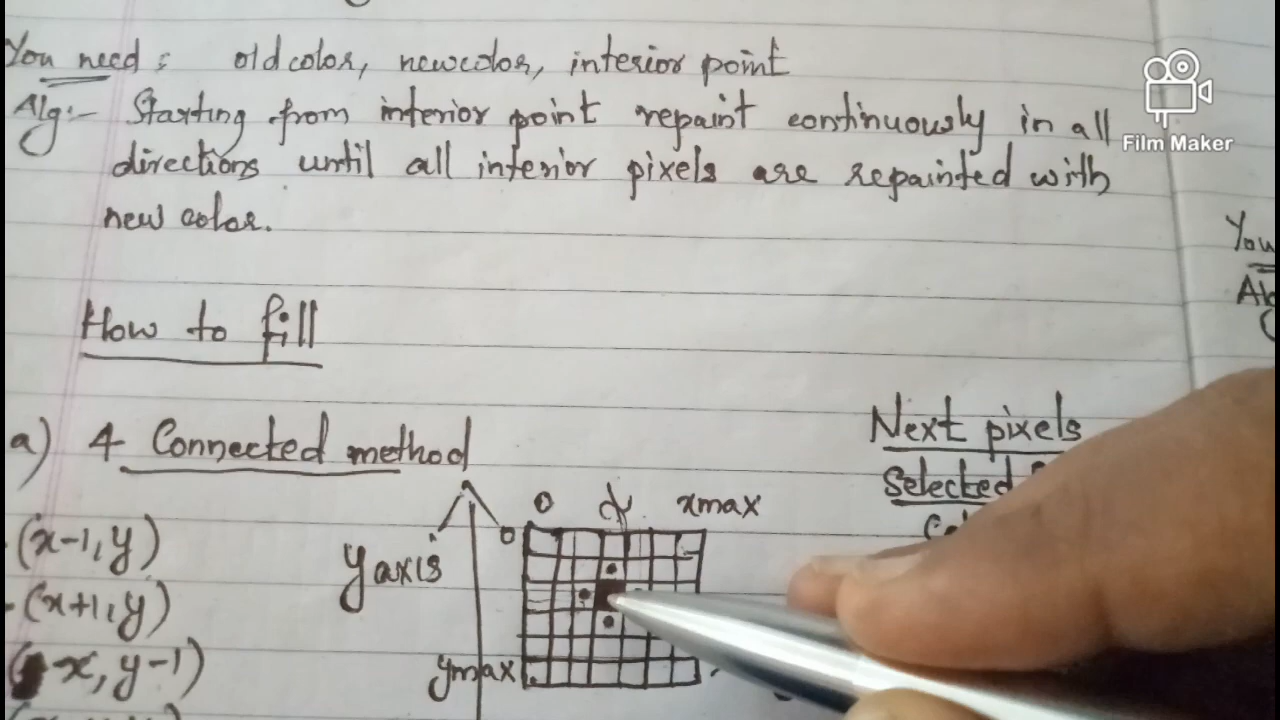 You need: old color, new color, interior point
Alg:- Starting from interior point repaint continuously in all
directions until all interior pixels are repainted with
new color.
Film Maker
You
How to fill
a) 4 Connected method
Next pixels
Selected
0 x xmax
0
(x-1, y)
y axis
(x+1, y)
(x, y-1)
ymax